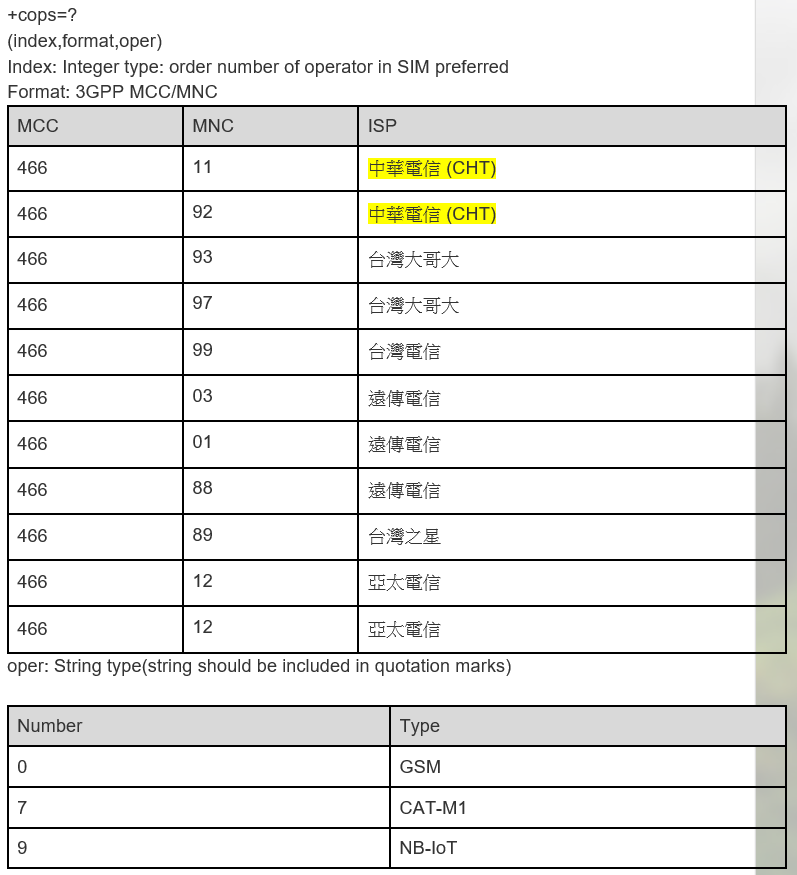 +cops=?
(index,format,oper)
Index: Integer type: order number of operator in SIM preferred
Format: 3GPP MCC/MNC
MCC MNC ISP
466 11 中華電信 (CHT)
466 92 中華電信 (CHT)
466 93 台灣大哥大
466 97 台灣大哥大
466 99 台灣電信
466 03 遠傳電信
466 01 遠傳電信
466 88 遠傳電信
466 89 台灣之星
466 12 亞太電信
466 12 亞太電信
oper: String type(string should be included in quotation marks)
Number Type
0 GSM
7 CAT-M1
9 NB-IoT